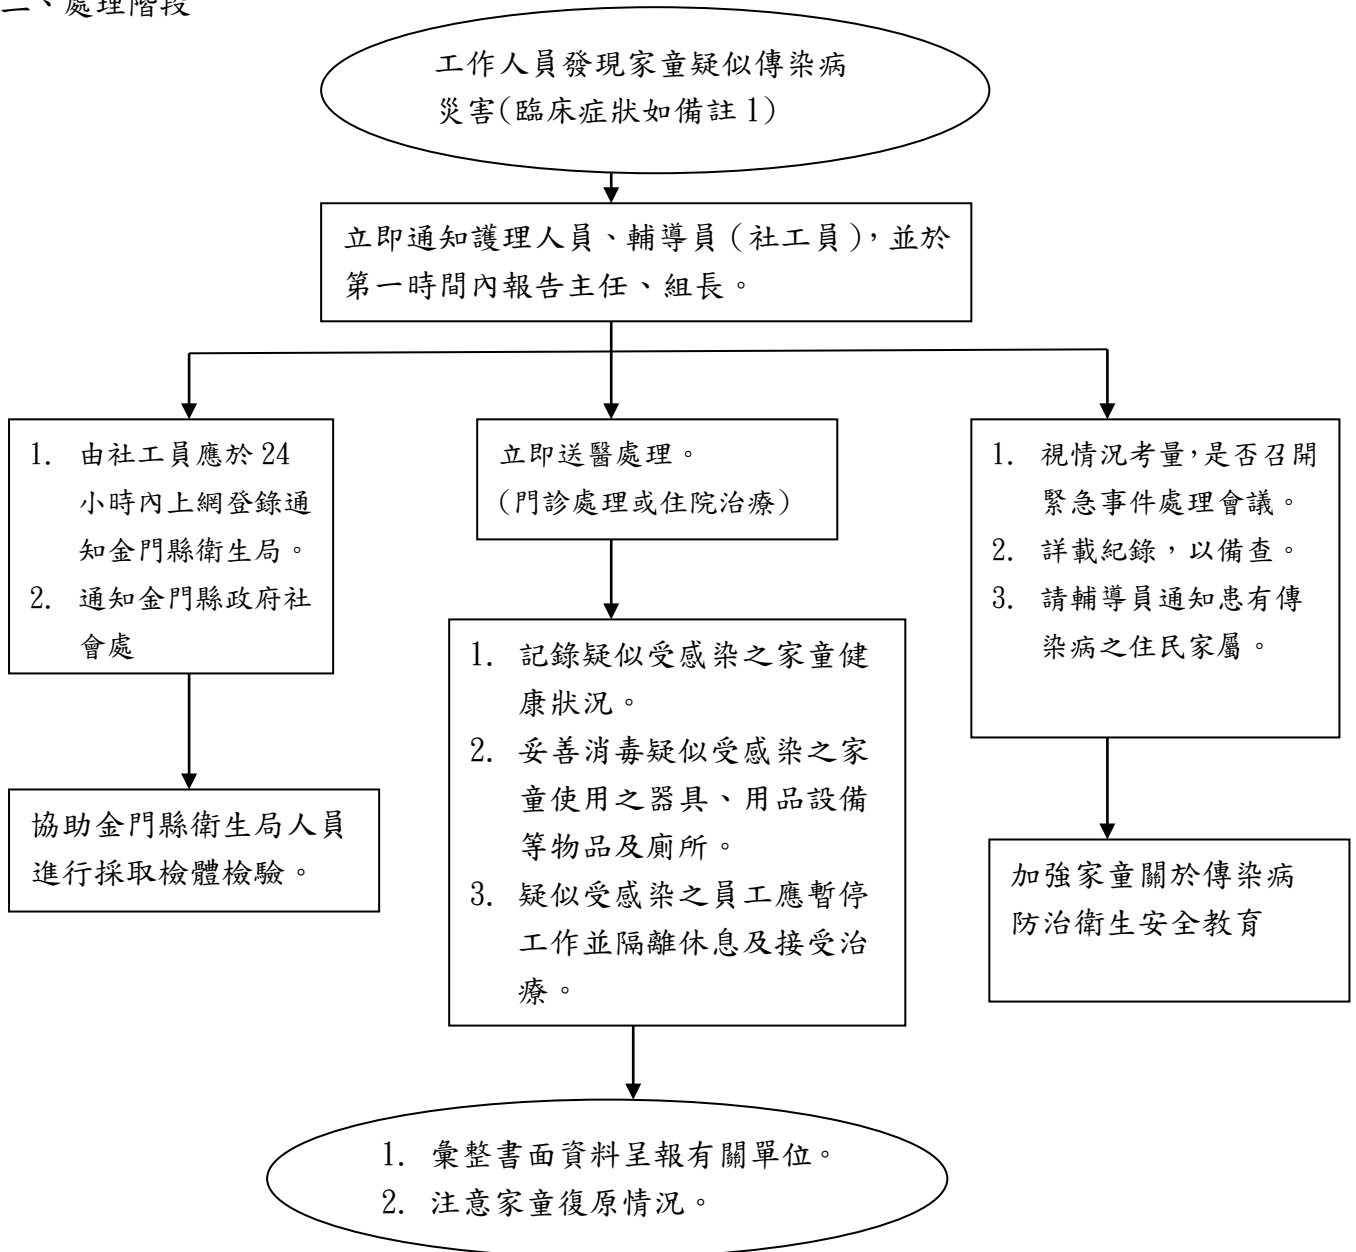 二、處理階段
工作人員發現家童疑似傳染病
災害(臨床症狀如備註 1)
立即通知護理人員、輔導員（社工員），並於
第一時間內報告主任、組長。
1. 由社工員應於 24
小時內上網登錄通
知金門縣衛生局。
2. 通知金門縣政府社
會處
立即送醫處理。
(門診處理或住院治療)
1. 視情況考量，是否召開
緊急事件處理會議。
2. 詳載紀錄，以備查。
3. 請輔導員通知患有傳
染病之住民家屬。
1. 記錄疑似受感染之家童健
康狀況。
2. 妥善消毒疑似受感染之家
童使用之器具、用品設備
等物品及廁所。
3. 疑似受感染之員工應暫停
工作並隔離休息及接受治
療。
協助金門縣衛生局人員
進行採取檢體檢驗。
加強家童關於傳染病
防治衛生安全教育
1. 彙整書面資料呈報有關單位。
2. 注意家童復原情況。